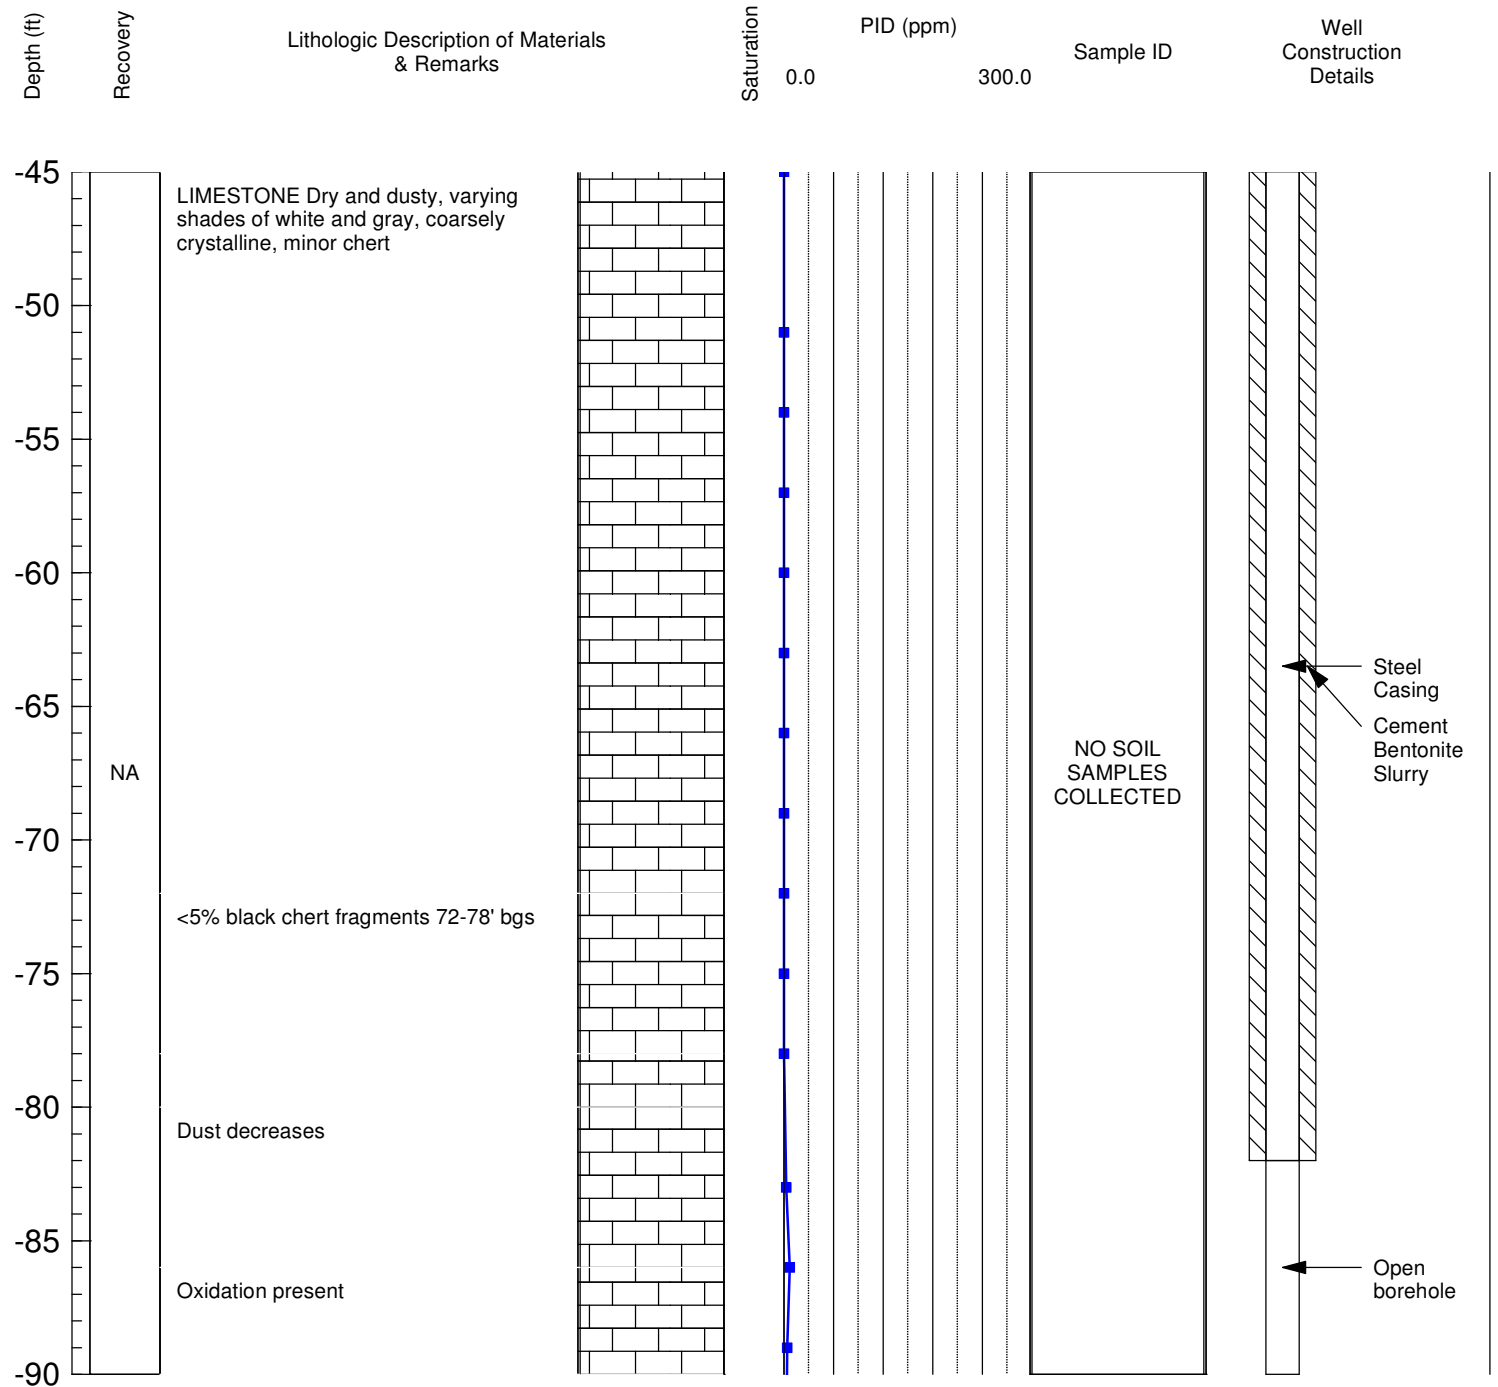 Depth (ft)
Recovery
Lithologic Description of Materials
& Remarks
Saturation
PID (ppm)
0.0
300.0
Sample ID
Well
Construction
Details
-45
LIMESTONE Dry and dusty, varying
shades of white and gray, coarsely
crystalline, minor chert
-50
-55
-60
-65
Steel
Casing
Cement
Bentonite
Slurry
NA
NO SOIL
SAMPLES
COLLECTED
-70
<5% black chert fragments 72-78' bgs
-75
-80
Dust decreases
-85
Oxidation present
Open
borehole
-90